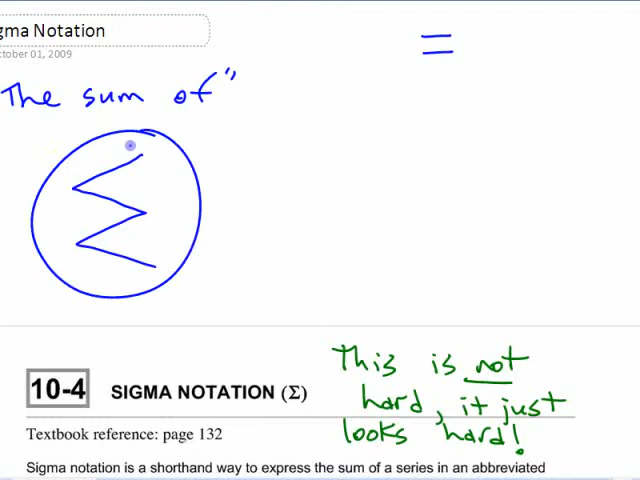 gma Notation
ctober 01, 2009
=
The sum of"
Σ
This is not
hard, it just
looks hard!
10-4 SIGMA NOTATION (Σ)
Textbook reference: page 132
Sigma notation is a shorthand way to express the sum of a series in an abbreviated